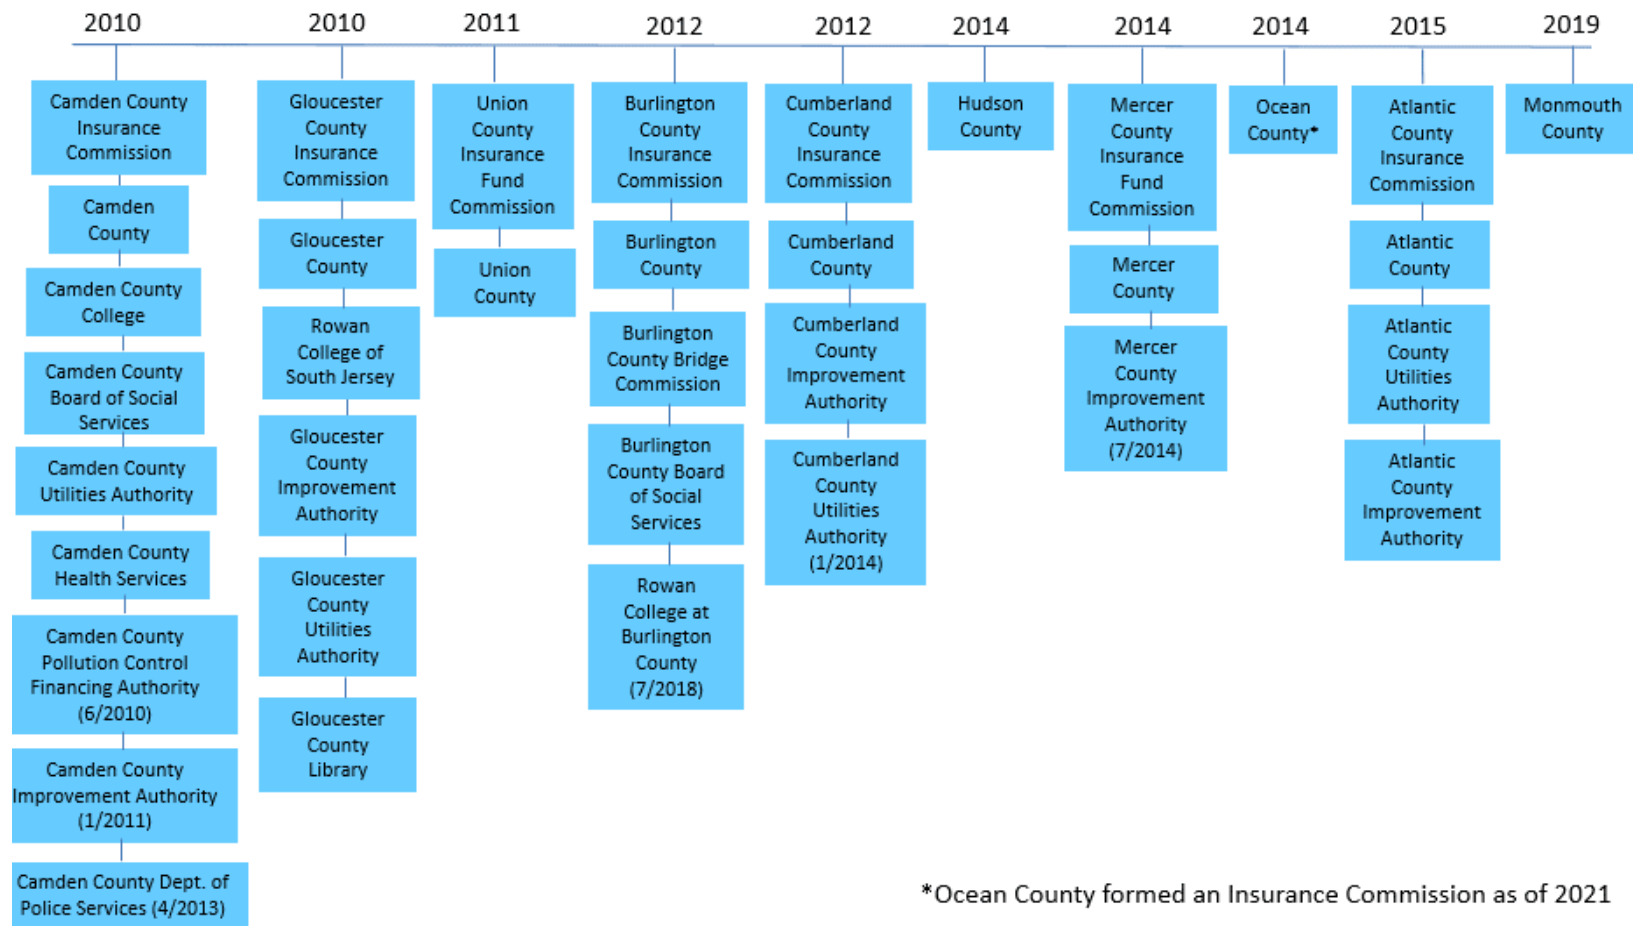 2010
2010
2011
2012
2012
2014
2014
2014
2015
2019
Camden County
Insurance
Commission
Camden
County
Camden County
College
Camden County
Board of Social
Services
Camden County
Utilities Authority
Camden County
Health Services
Camden County
Pollution Control
Financing Authority
(6/2010)
Camden County
Improvement Authority
(1/2011)
Camden County Dept. of
Police Services (4/2013)
Gloucester
County
Insurance
Commission
Gloucester
County
Rowan
College of
South Jersey
Gloucester
County
Improvement
Authority
Gloucester
County
Utilities
Authority
Gloucester
County
Library
Union
County
Insurance
Fund
Commission
Union
County
Burlington
County
Insurance
Commission
Burlington
County
Burlington
County Bridge
Commission
Burlington
County Board
of Social
Services
Rowan
College at
Burlington
County
(7/2018)
Cumberland
County
Insurance
Commission
Cumberland
County
Cumberland
County
Improvement
Authority
Cumberland
County
Utilities
Authority
(1/2014)
Hudson
County
Mercer
County
Insurance
Fund
Commission
Mercer
County
Mercer
County
Improvement
Authority
(7/2014)
Ocean
County*
Atlantic
County
Insurance
Commission
Atlantic
County
Atlantic
County
Utilities
Authority
Atlantic
County
Improvement
Authority
Monmouth
County
*Ocean County formed an Insurance Commission as of 2021